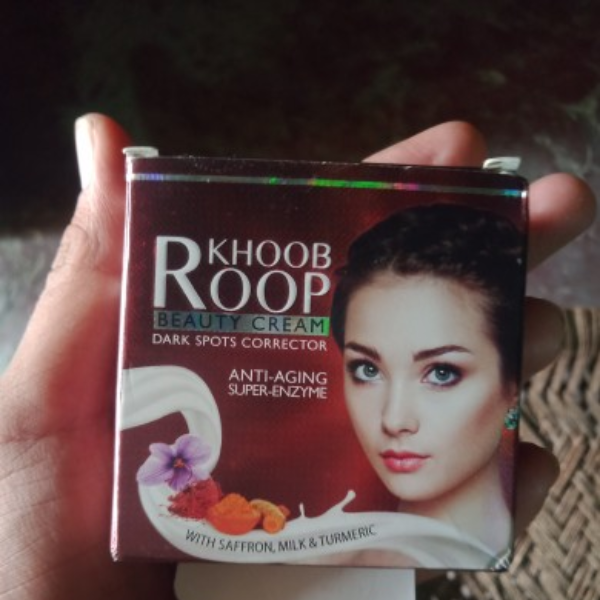 KHOOB
ROOP
BEAUTY CREAM
DARK SPOTS CORRECTOR
ANTI-AGING
SUPER-ENZYME
WITH SAFFRON, MILK & TURMERIC